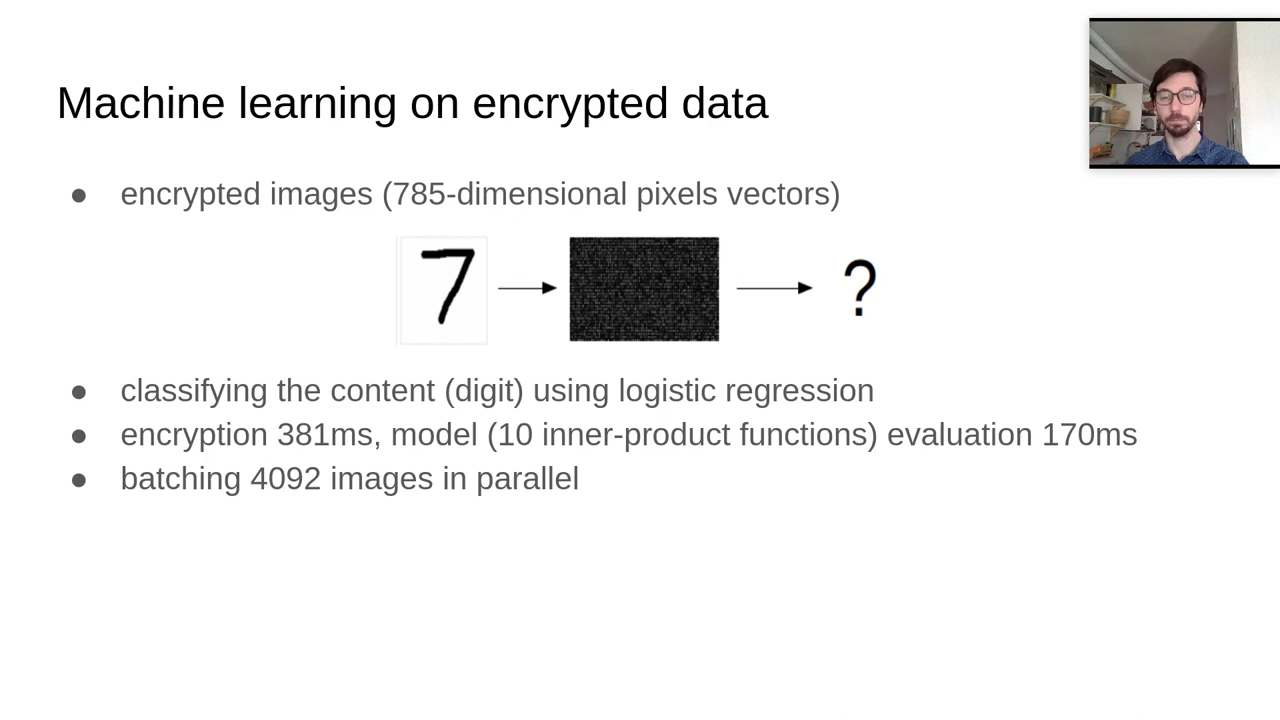 Machine learning on encrypted data
● encrypted images (785-dimensional pixels vectors)
7 ?
● classifying the content (digit) using logistic regression
● encryption 381ms, model (10 inner-product functions) evaluation 170ms
● batching 4092 images in parallel